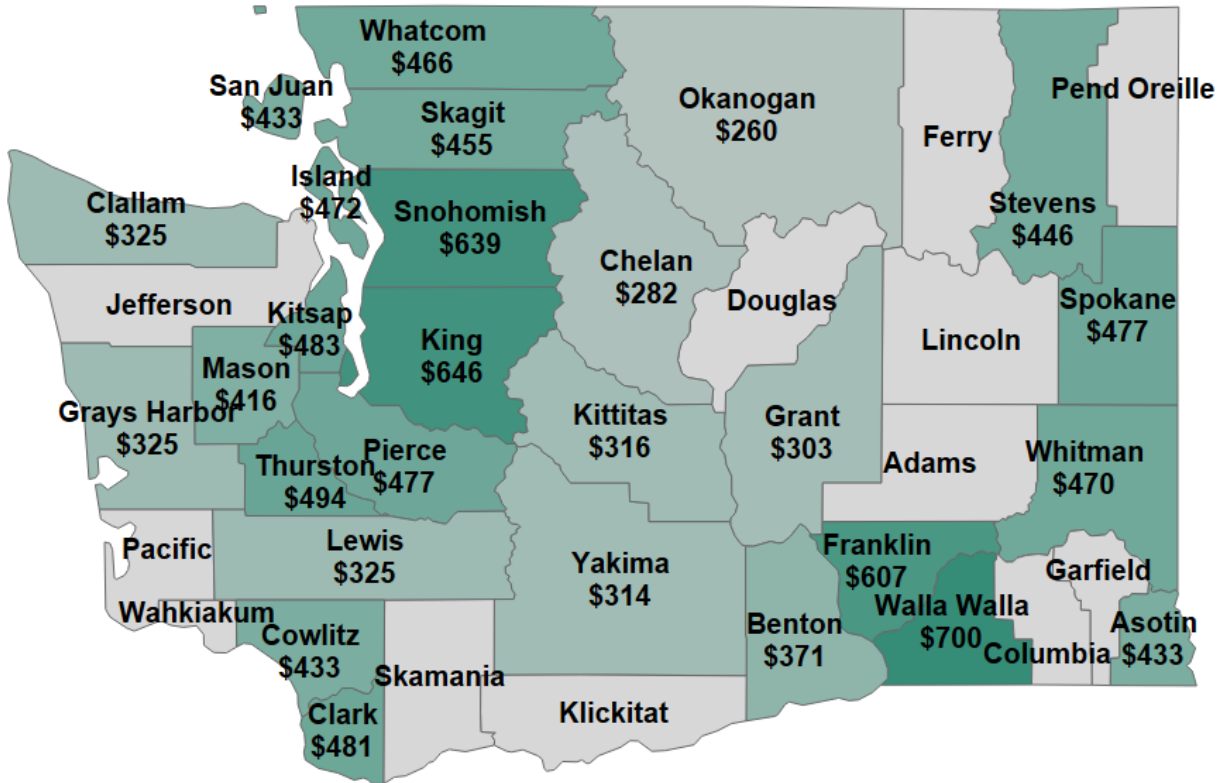 Whatcom
$466
San Juan
$433
Skagit
$455
Okanogan
$260
Ferry
Pend Oreille
Island
$472
Clallam
$325
Snohomish
$639
Stevens
$446
Chelan
$282
Jefferson
Kitsap
$483
Douglas
Spokane
$477
King
$646
Lincoln
Mason
$416
Grays Harbor
$325
Kittitas
$316
Grant
$303
Pierce
$477
Thurston
$494
Adams
Whitman
$470
Pacific
Lewis
$325
Yakima
$314
Franklin
$607
Garfield
Wahkiakum
Walla Walla
$700
Benton
$371
Asotin
$433
Cowlitz
$433
Columbia
Skamania
Clark
$481
Klickitat